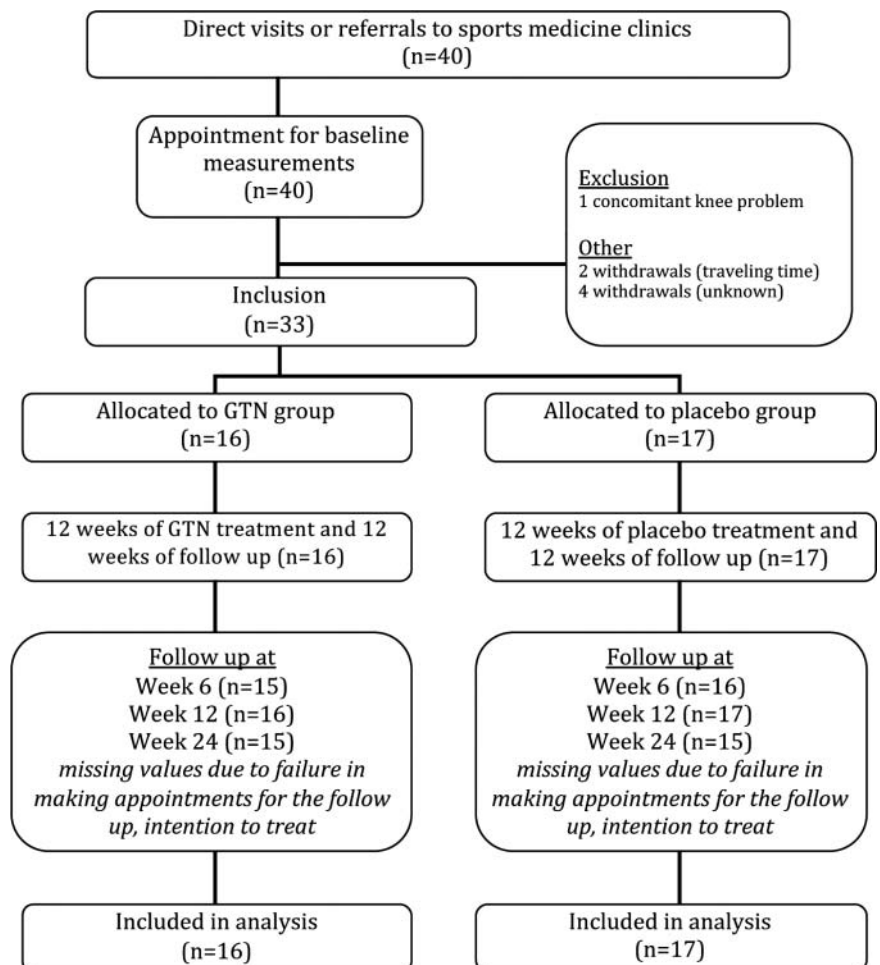 Direct visits or referrals to sports medicine clinics
(n=40)
Appointment for baseline
measurements
(n=40)
Exclusion
1 concomitant knee problem
Other
2 withdrawals (traveling time)
4 withdrawals (unknown)
Inclusion
(n=33)
Allocated to GTN group
(n=16)
Allocated to placebo group
(n=17)
12 weeks of GTN treatment and 12
weeks of follow up (n=16)
12 weeks of placebo treatment and
12 weeks of follow up (n=17)
Follow up at
Week 6 (n=15)
Week 12 (n=16)
Week 24 (n=15)
missing values due to failure in
making appointments for the follow
up, intention to treat
Follow up at
Week 6 (n=16)
Week 12 (n=17)
Week 24 (n=15)
missing values due to failure in
making appointments for the follow
up, intention to treat
Included in analysis
(n=16)
Included in analysis
(n=17)